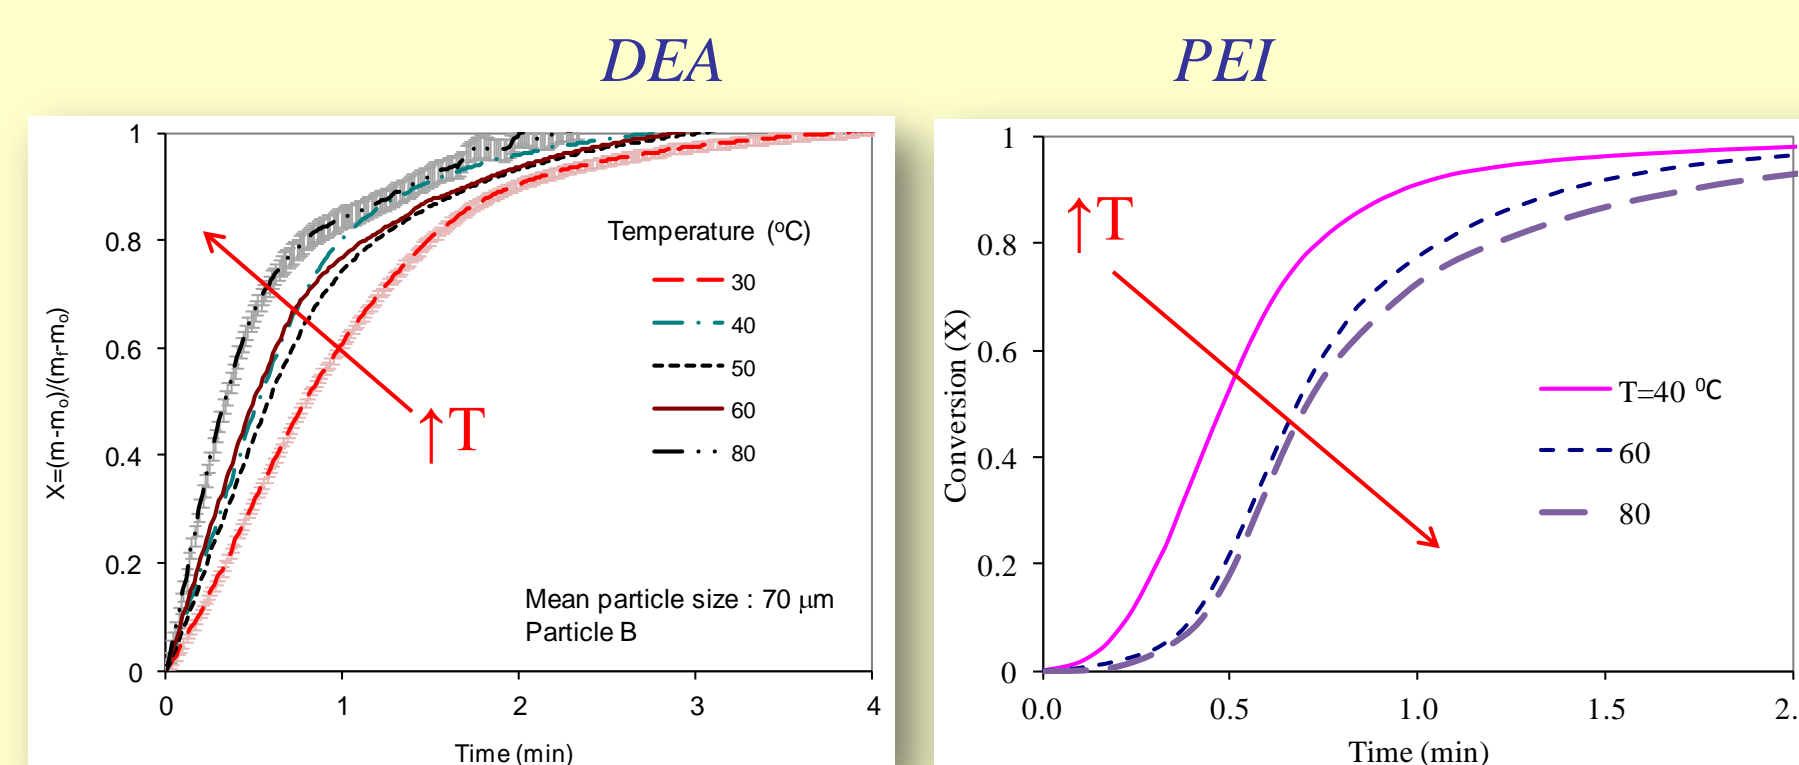 DEA
PEI
1
0.8
0.6
0.4
0.2
0
0
1
2
3
4
X=(m-mo)/(mf-mo)
Time (min)
Temperature (oC)
30
40
50
60
80
↑T
Mean particle size : 70 μm
Particle B
1
0.8
0.6
0.4
0.2
0
0.0
0.5
1.0
1.5
2.
Conversion (X)
Time (min)
↑T
T=40 ⁰C
60
80